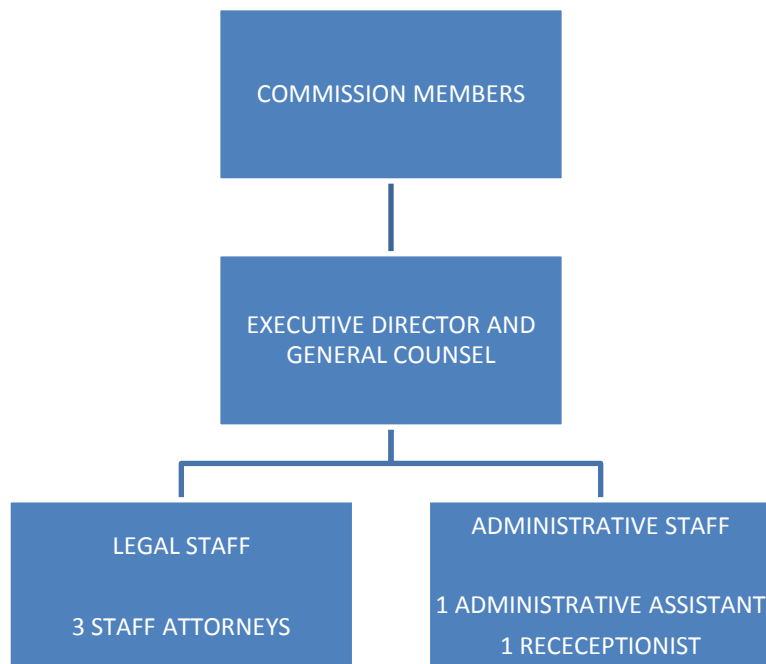 COMMISSION MEMBERS
EXECUTIVE DIRECTOR AND
GENERAL COUNSEL
LEGAL STAFF
3 STAFF ATTORNEYS
ADMINISTRATIVE STAFF
1 ADMINISTRATIVE ASSISTANT
1 RECECEPTIONIST